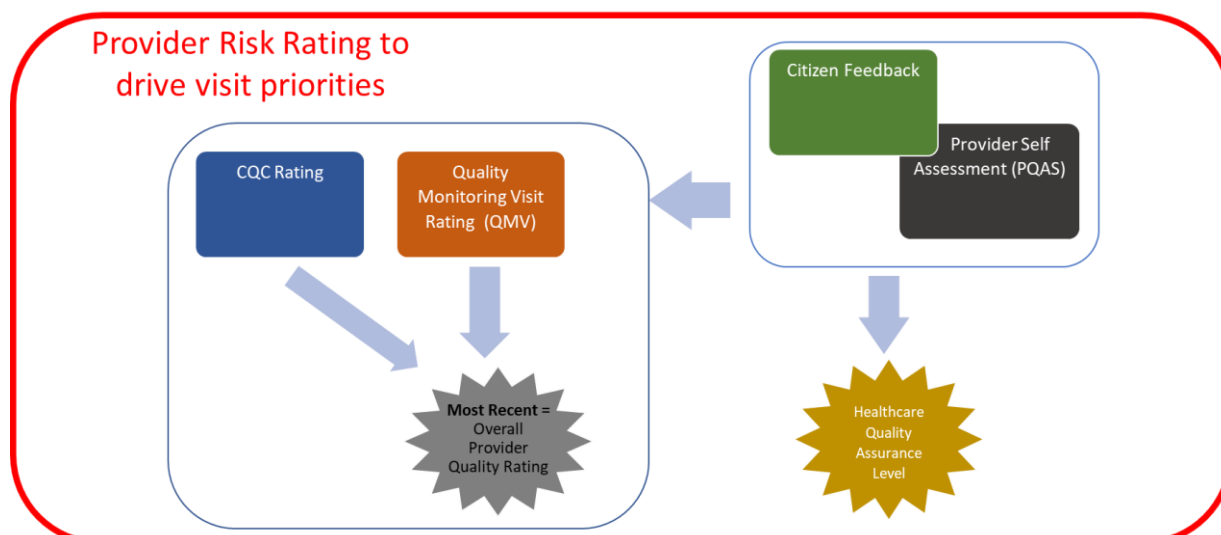 Provider Risk Rating to
drive visit priorities
CQC Rating
Quality
Monitoring Visit
Rating (QMV)
Most Recent =
Overall
Provider
Quality Rating
Citizen Feedback
Provider Self
Assessment (PQAS)
Healthcare
Quality
Assurance
Level